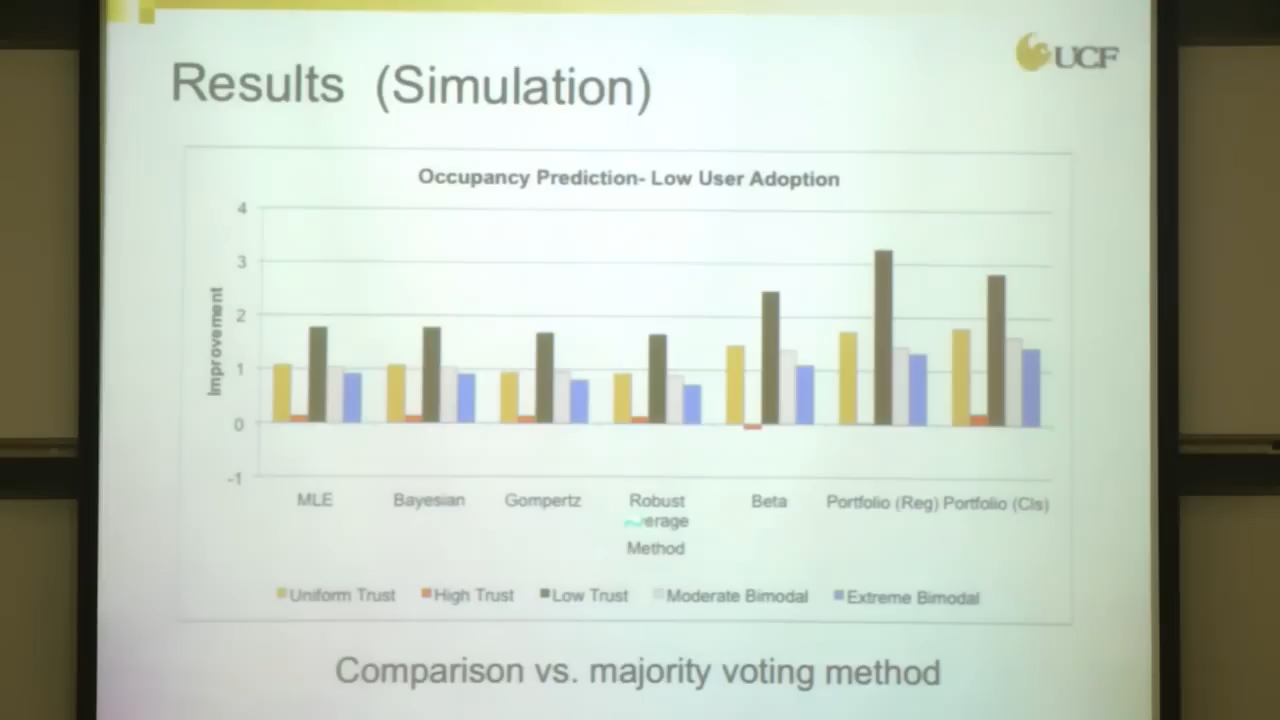 UCF
Results (Simulation)
Occupancy Prediction- Low User Adoption
4
3
2
1
0
-1
Improvement
MLE Bayesian Gompertz Robust Beta Portfolio (Reg) Portfolio (Cls)
erage
Method
Uniform Trust High Trust Low Trust Moderate Bimodal Extreme Bimodal
Comparison vs. majority voting method